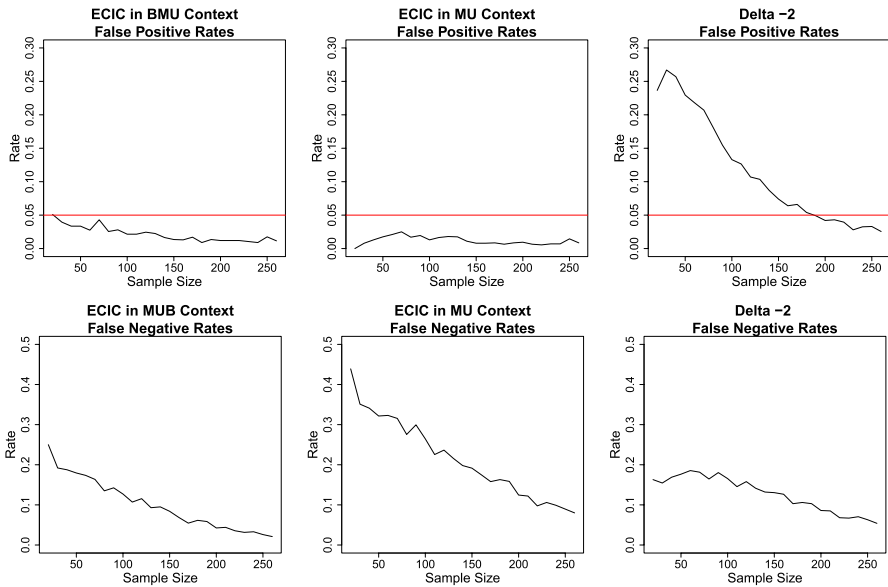 ECIC in BMU Context
False Positive Rates
Rate
0.00 0.05 0.10 0.15 0.20 0.25 0.30
50 100 150 200 250
Sample Size
ECIC in MU Context
False Positive Rates
Rate
0.00 0.05 0.10 0.15 0.20 0.25 0.30
50 100 150 200 250
Sample Size
Delta −2
False Positive Rates
Rate
0.00 0.05 0.10 0.15 0.20 0.25 0.30
50 100 150 200 250
Sample Size
ECIC in MUB Context
False Negative Rates
Rate
0.0 0.1 0.2 0.3 0.4 0.5
50 100 150 200 250
Sample Size
ECIC in MU Context
False Negative Rates
Rate
0.0 0.1 0.2 0.3 0.4 0.5
50 100 150 200 250
Sample Size
Delta −2
False Negative Rates
Rate
0.0 0.1 0.2 0.3 0.4 0.5
50 100 150 200 250
Sample Size